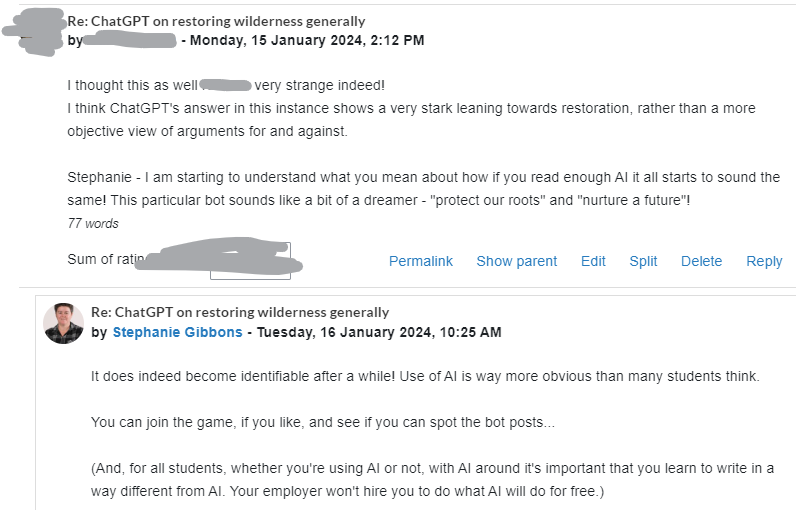 Re: ChatGPT on restoring wilderness generally
by - Monday, 15 January 2024, 2:12 PM
I thought this as well very strange indeed!
I think ChatGPT's answer in this instance shows a very stark leaning towards restoration, rather than a more
objective view of arguments for and against.
Stephanie - I am starting to understand what you mean about how if you read enough AI it all starts to sound the
same! This particular bot sounds like a bit of a dreamer - "protect our roots" and "nurture a future"!
77 words
Sum of
Permalink Show parent Edit Split Delete Reply
Re: ChatGPT on restoring wilderness generally
by Stephanie Gibbons - Tuesday, 16 January 2024, 10:25 AM
It does indeed become identifiable after a while! Use of AI is way more obvious than many students think.
You can join the game, if you like, and see if you can spot the bot posts...
(And, for all students, whether you're using AI or not, with AI around it's important that you learn to write in a
way different from AI. Your employer won't hire you to do what AI will do for free.)